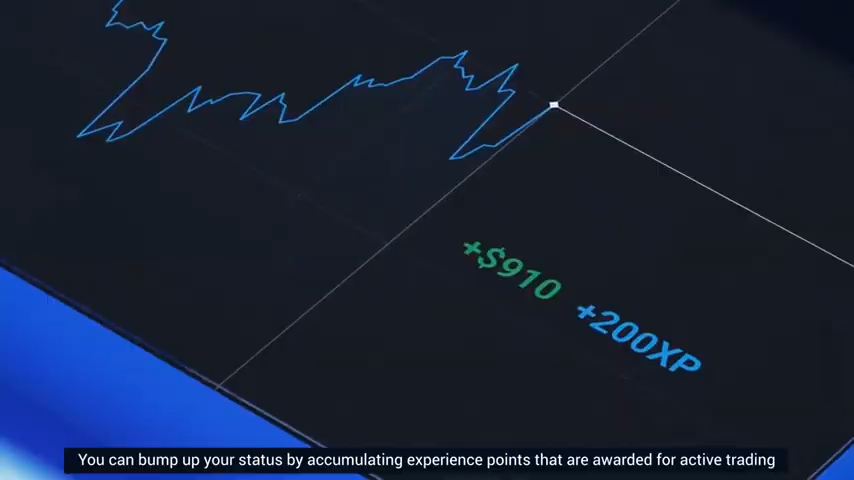 +$910 +200XP
You can bump up your status by accumulating experience points that are awarded for active trading